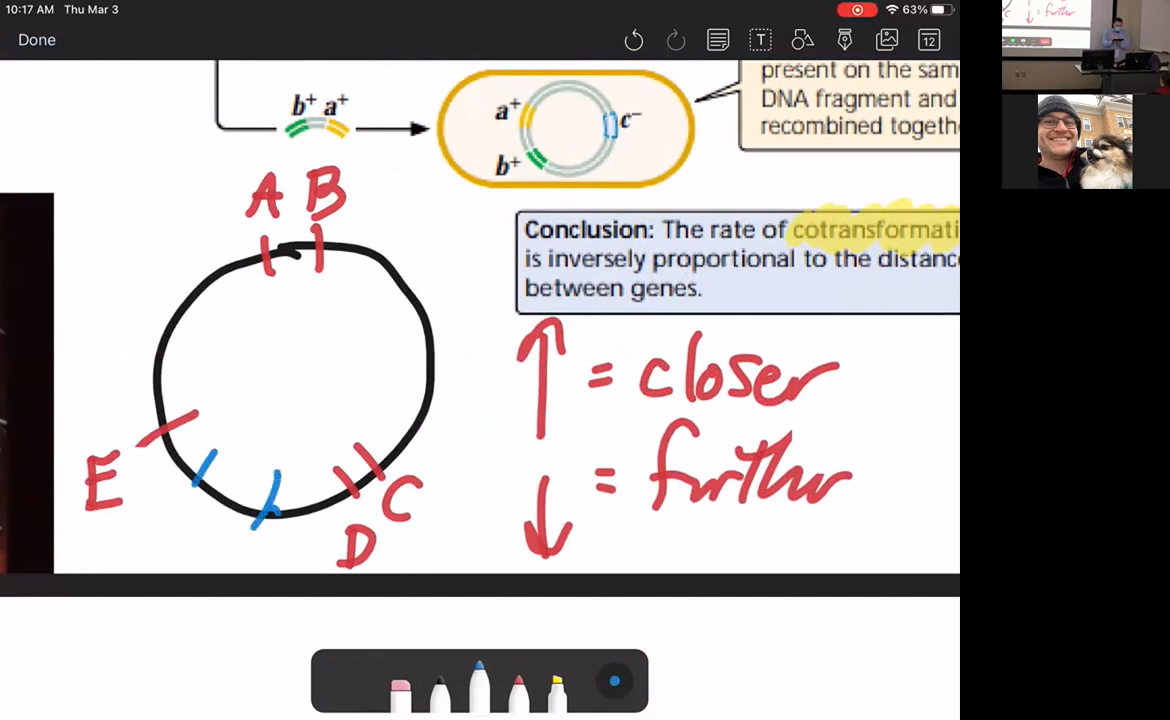 10:17 AM Thu Mar 3
63%
Done
T
12
present on the sam
DNA fragment and
recombined togeth
b+ a+
a+
c-
b+
A B
Conclusion: The rate of cotransformati
is inversely proportional to the distanc
between genes.
= closer
= further
E
C
D
= further